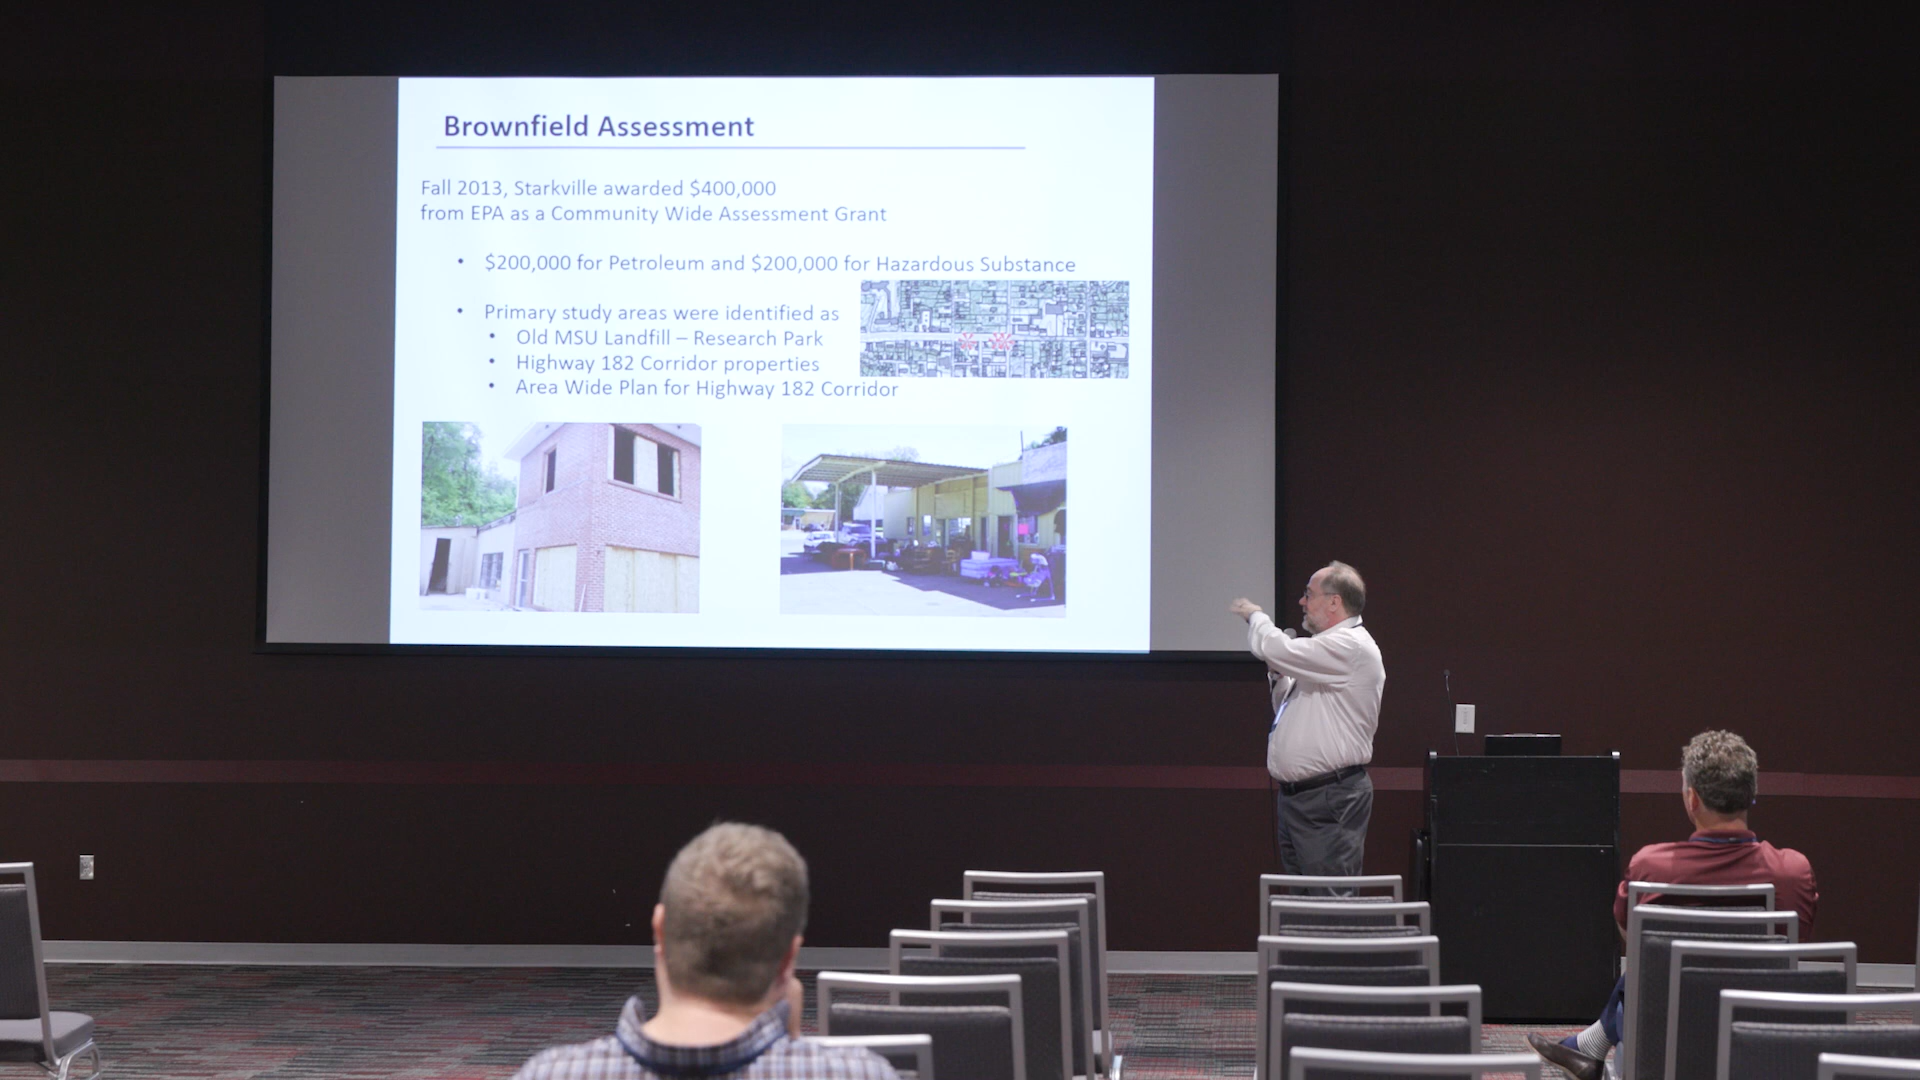 Brownfield Assessment
Fall 2013, Starkville awarded $400,000
from EPA as a Community Wide Assessment Grant
• $200,000 for Petroleum and $200,000 for Hazardous Substance
• Primary study areas were identified as
• Old MSU Landfill – Research Park
• Highway 182 Corridor properties
• Area Wide Plan for Highway 182 Corridor